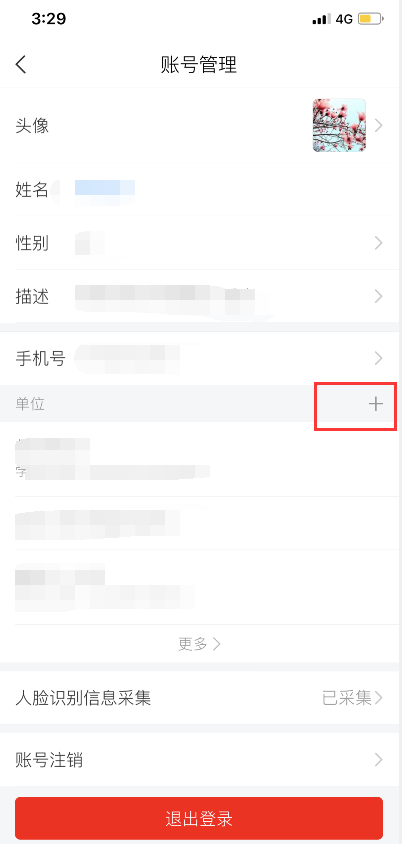 3:29
4G
账号管理
头像
姓名
性别
描述
手机号
单位
更多
人脸识别信息采集 已采集
账号注销
退出登录